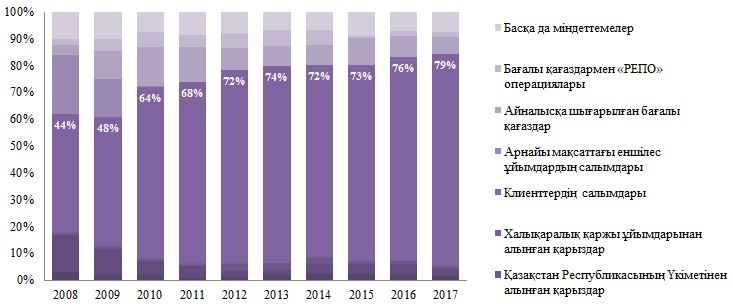 100%
90%
80%
70%
60%
50%
40%
30%
20%
10%
0%
44%
48%
64%
68%
72%
74%
72%
73%
76%
79%
2008 2009 2010 2011 2012 2013 2014 2015 2016 2017
Басқа да міндеттемелер
Бағалы қағаздармен «РЕПО»
операциялары
Айналысқа шығарылған бағалы
қағаздар
Арнайы мақсаттағы еншілес
ұйымдардың салымдары
Клиенттердің салымдары
Халықаралық қаржы ұйымдарынан
алынған қарыздар
Қазақстан Республикасының Үкіметінен
алынған қарыздар